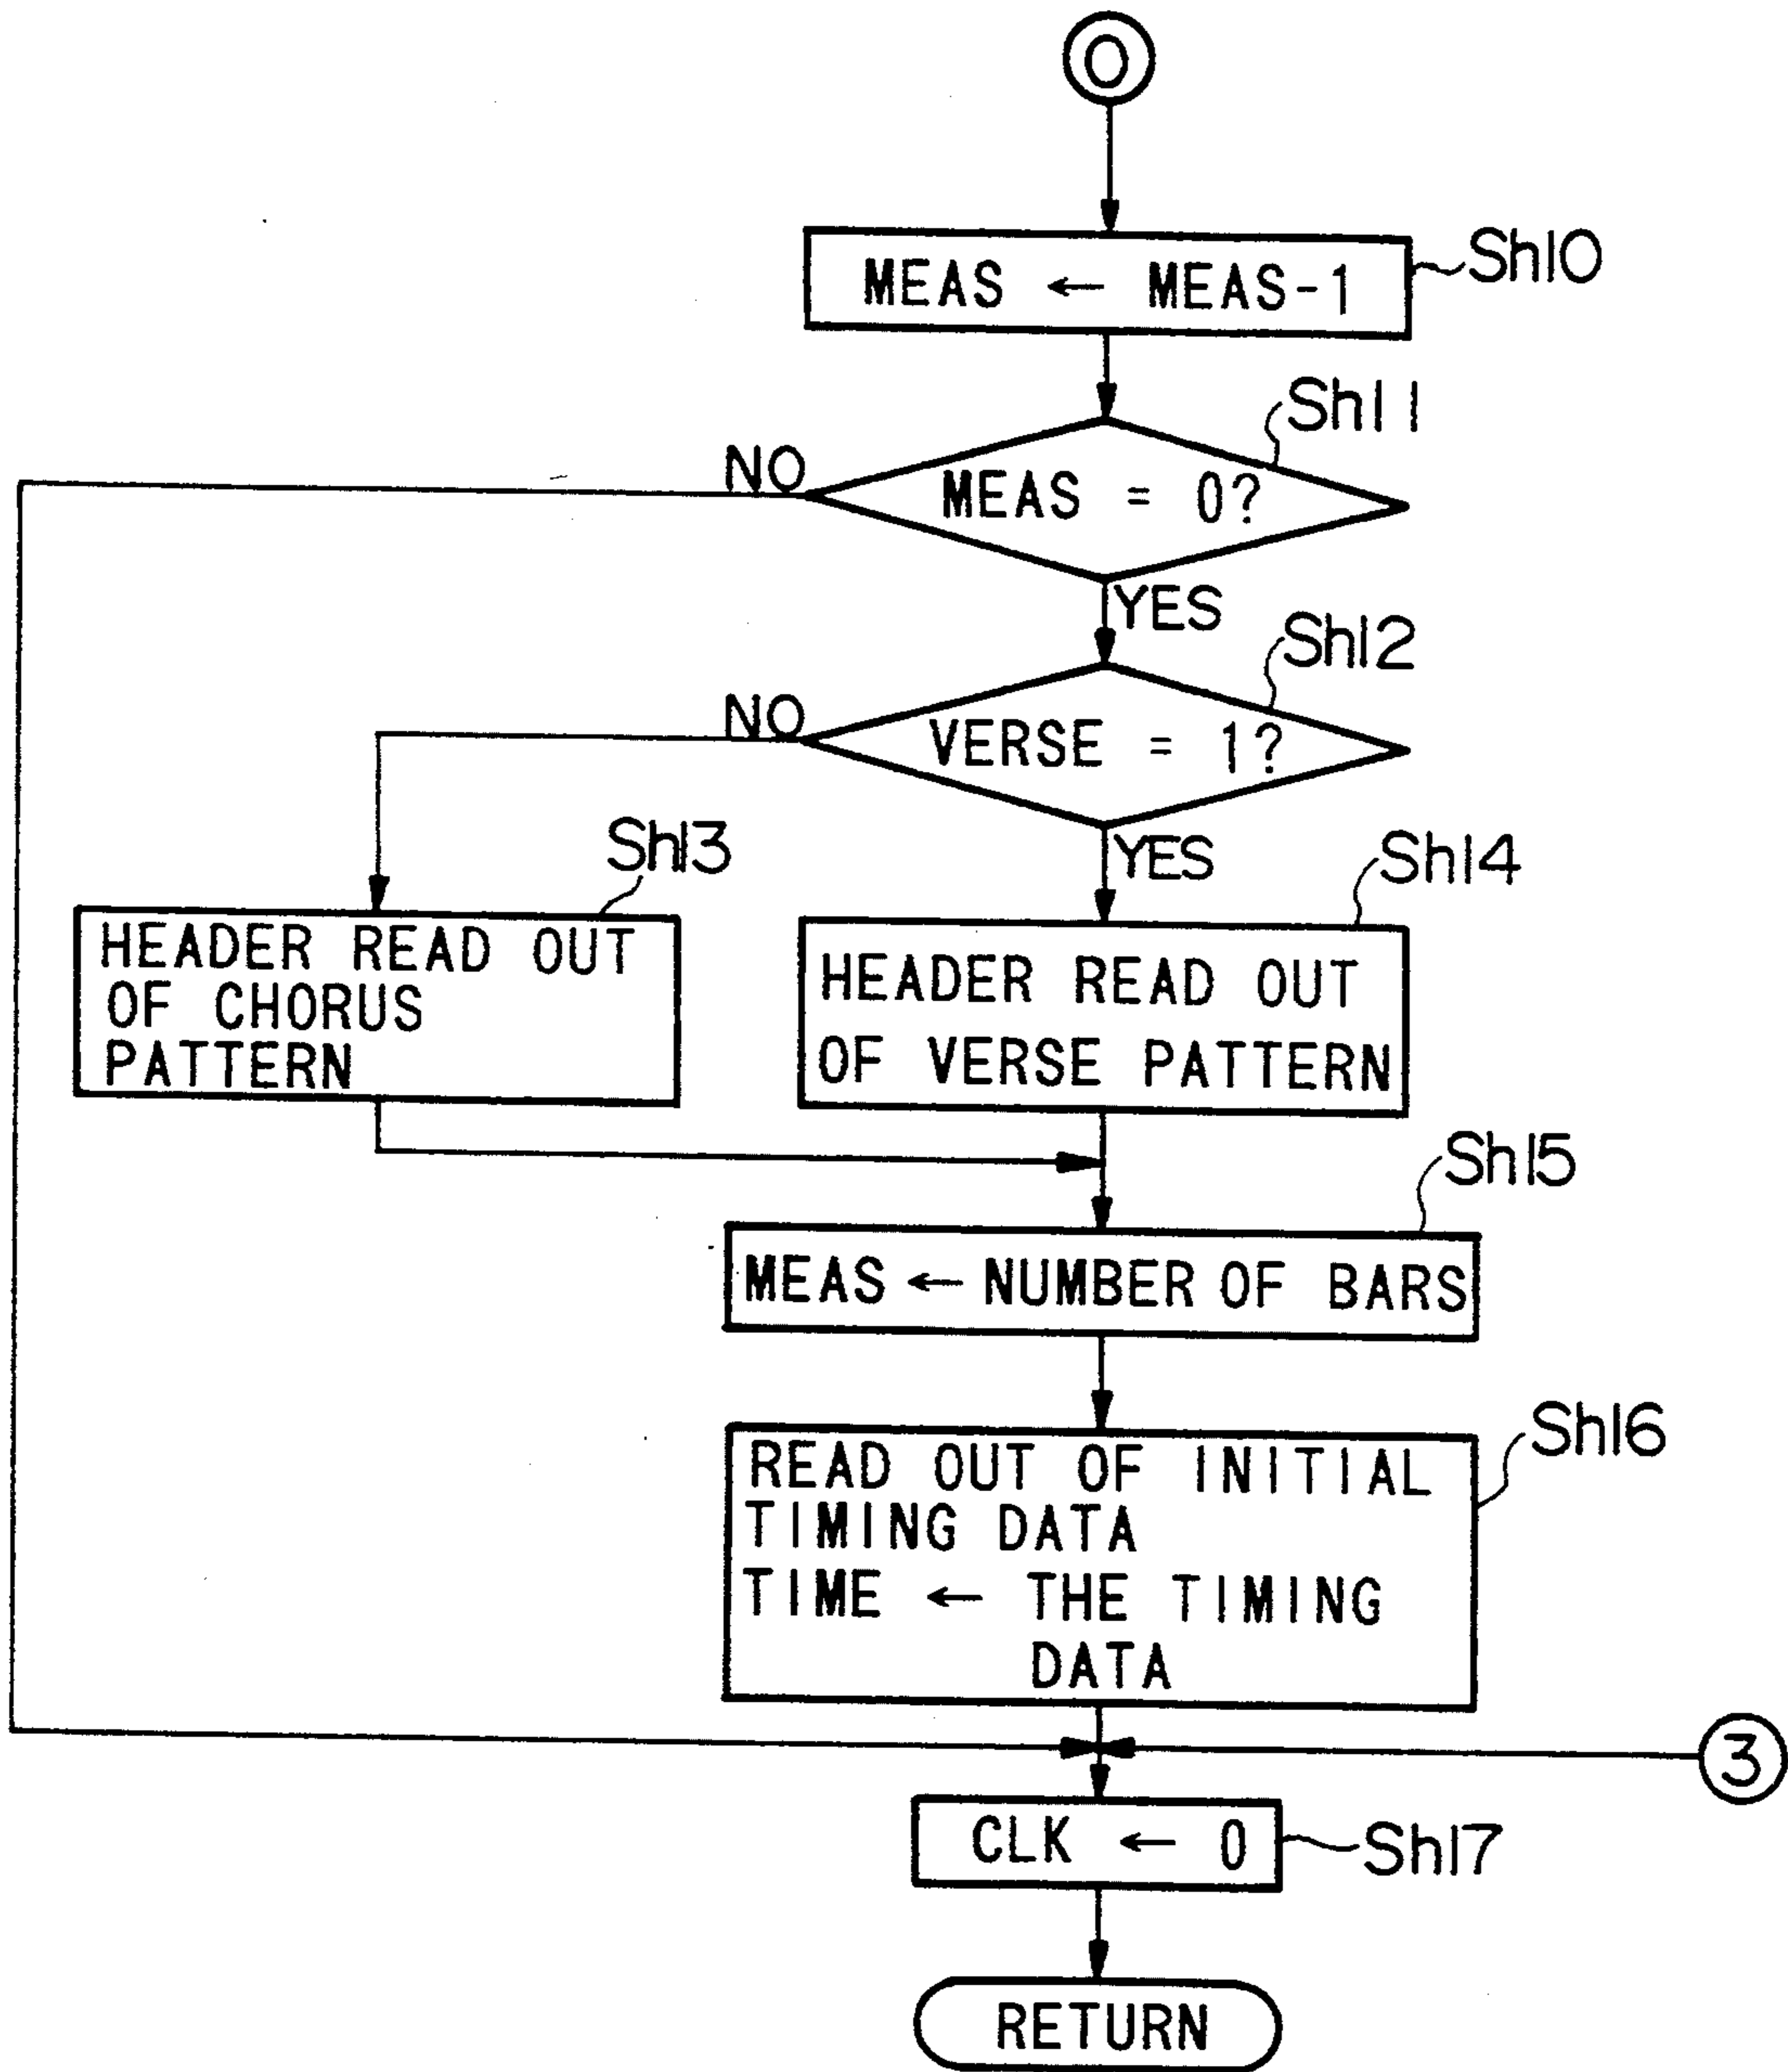 0
MEAS ← MEAS-1
Sh10
Sh11
NO
MEAS = 0?
YES
Sh12
NO
VERSE = 1?
YES
Sh13
Sh14
HEADER READ OUT
OF CHORUS
PATTERN
HEADER READ OUT
OF VERSE PATTERN
Sh15
MEAS ← NUMBER OF BARS
Sh16
READ OUT OF INITIAL
TIMING DATA
TIME ← THE TIMING
DATA
3
CLK ← 0
Sh17
RETURN